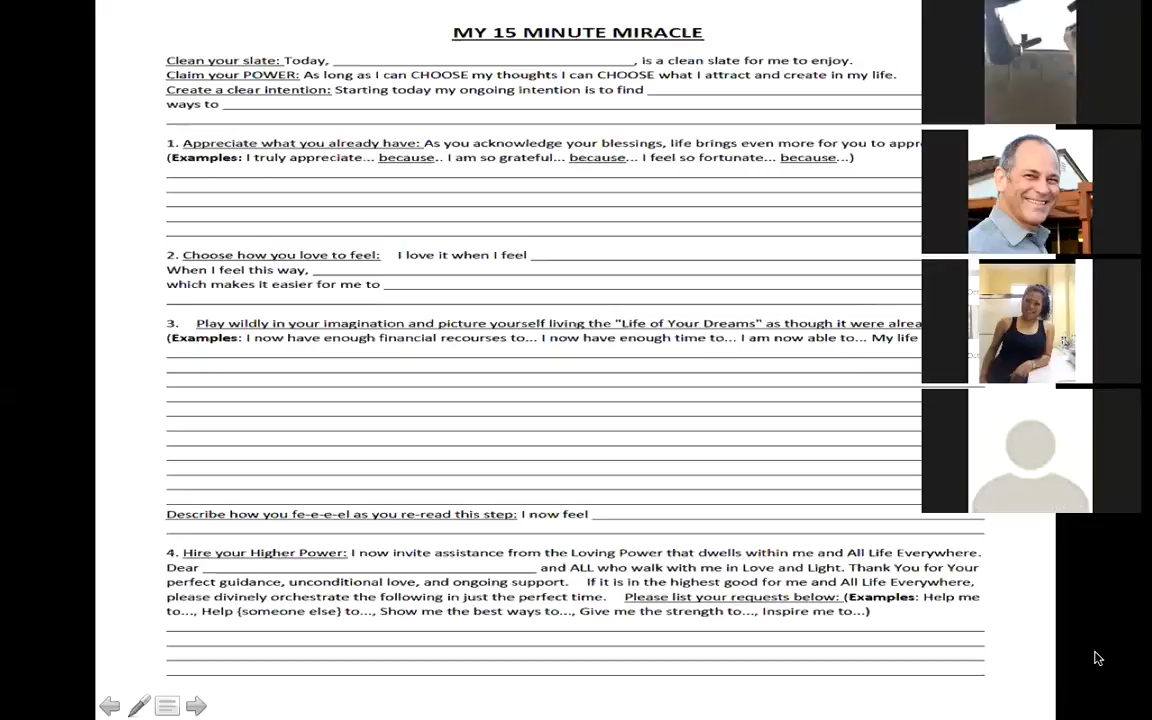 MY 15 MINUTE MIRACLE
Clean your slate: Today, ______________________________, is a clean slate for me to enjoy.
Claim your POWER: As long as I can CHOOSE my thoughts I can CHOOSE what I attract and create in my life.
Create a clear intention: Starting today my ongoing intention is to find
ways to
1. Appreciate what you already have: As you acknowledge your blessings, life brings even more for you to appr
(Examples: I truly appreciate... because.. I am so grateful... because... I feel so fortunate... because...)
2. Choose how you love to feel: I love it when I feel
When I feel this way,
which makes it easier for me to
3. Play wildly in your imagination and picture yourself living the "Life of Your Dreams" as though it were alrea
(Examples: I now have enough financial recourses to... I now have enough time to... I am now able to... My life
Describe how you fe-e-e-el as you re-read this step: I now feel
4. Hire your Higher Power: I now invite assistance from the Loving Power that dwells within me and All Life Everywhere.
Dear ______________________________ and ALL who walk with me in Love and Light. Thank You for Your
perfect guidance, unconditional love, and ongoing support. If it is in the highest good for me and All Life Everywhere,
please divinely orchestrate the following in just the perfect time. Please list your requests below: (Examples: Help me
to..., Help {someone else} to..., Show me the best ways to..., Give me the strength to..., Inspire me to...)